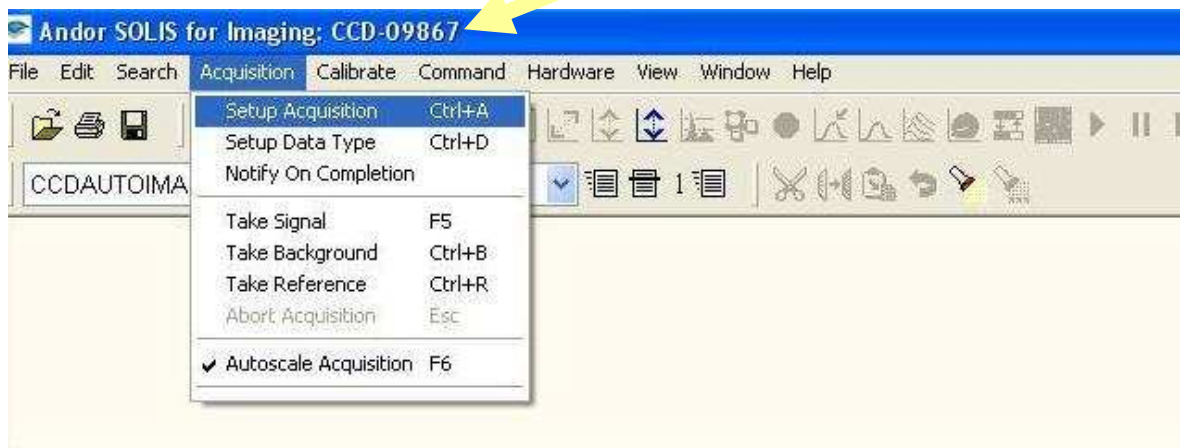 Andor SOLIS for Imaging: CCD-09867
File Edit Search Acquisition Calibrate Command Hardware View Window Help
Setup Acquisition Ctrl+A
Setup Data Type Ctrl+D
Notify On Completion
CCDAUTOIMA
1
Take Signal F5
Take Background Ctrl+B
Take Reference Ctrl+R
Abort Acquisition Esc
Autoscale Acquisition F6